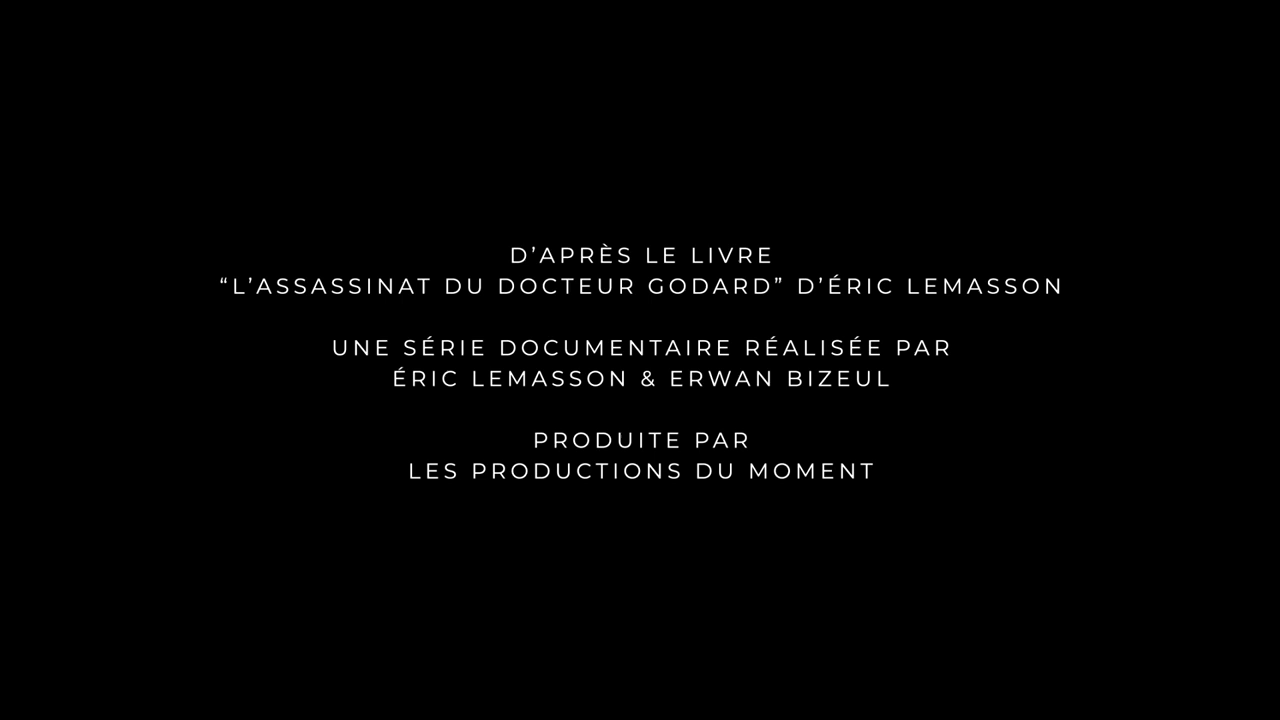 D’APRÈS LE LIVRE
“L’ASSASSINAT DU DOCTEUR GODARD” D’ÉRIC LEMASSON
UNE SÉRIE DOCUMENTAIRE RÉALISÉE PAR
ÉRIC LEMASSON & ERWAN BIZEUL
PRODUITE PAR
LES PRODUCTIONS DU MOMENT